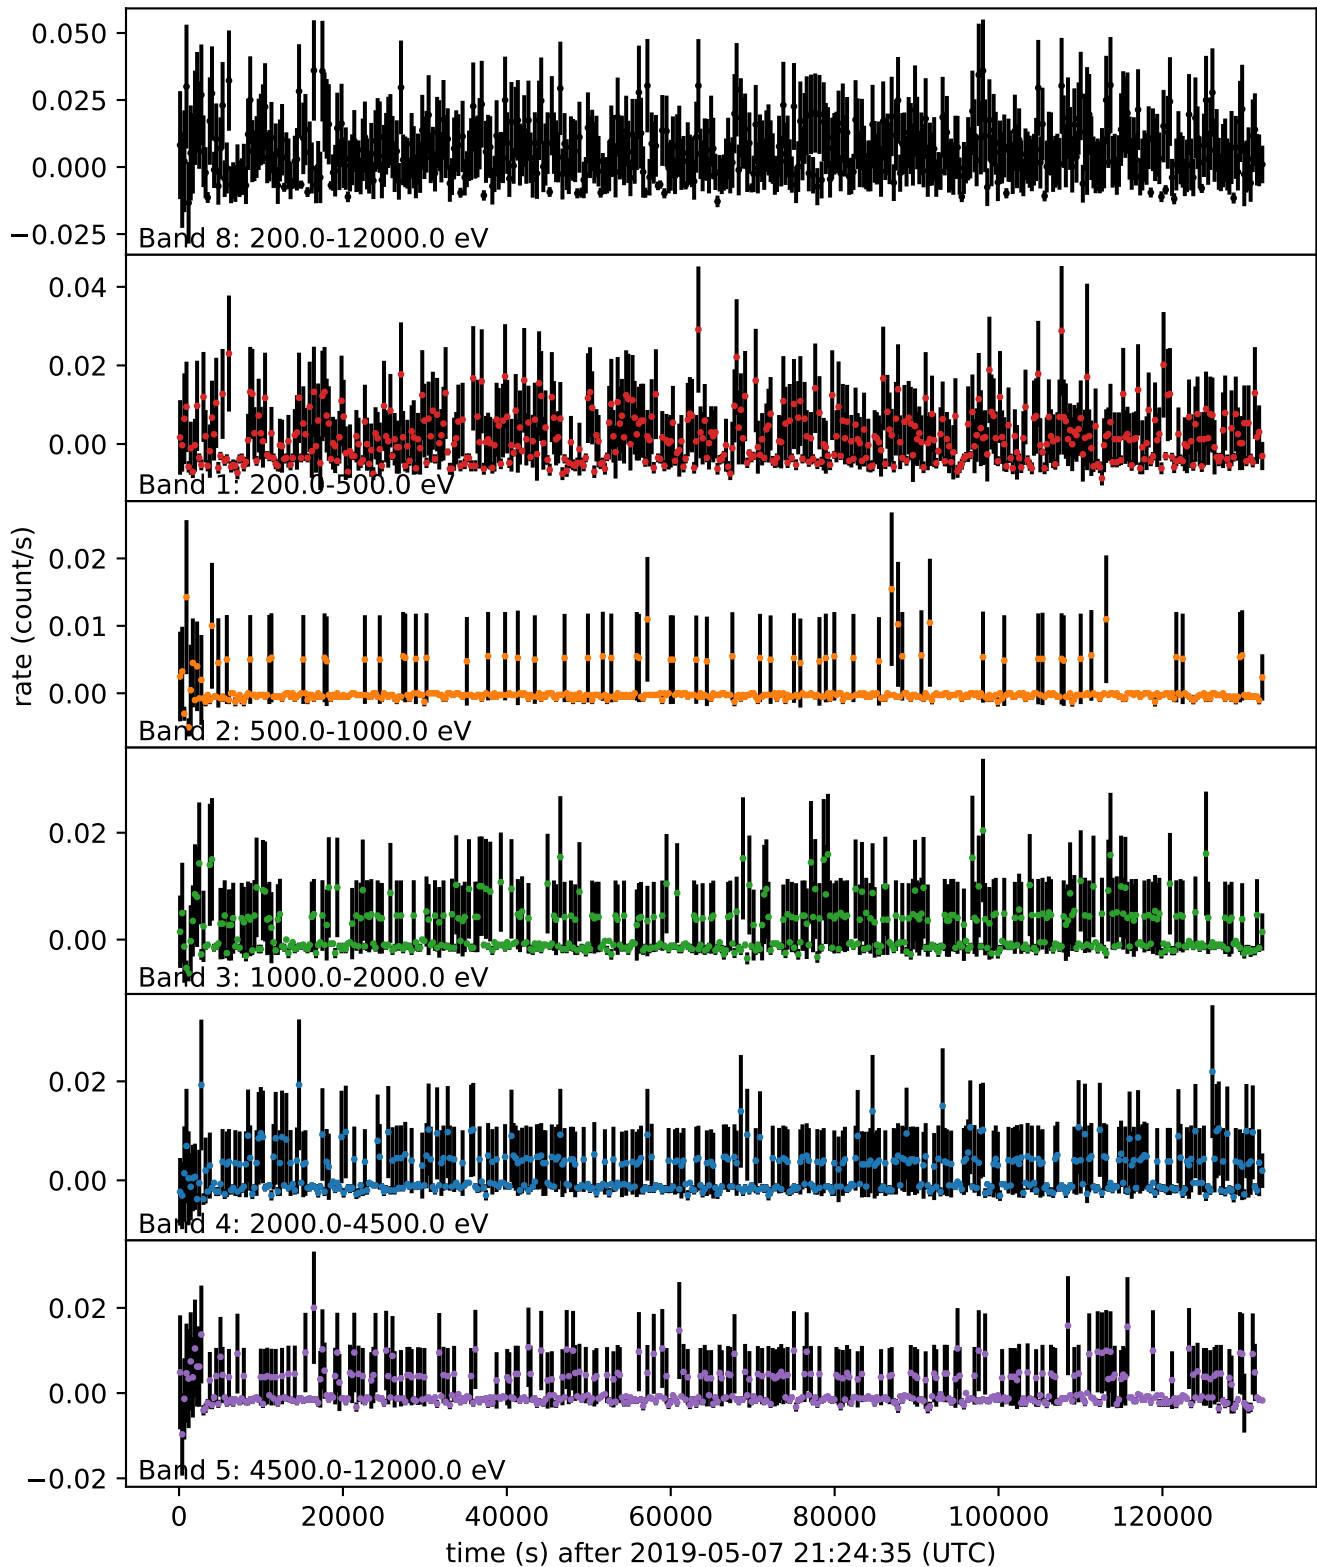 0.050
0.025
0.000
−0.025
Band 8: 200.0-12000.0 eV
0.04
0.02
0.00
Band 1: 200.0-500.0 eV
rate (count/s)
0.02
0.01
0.00
Band 2: 500.0-1000.0 eV
0.02
0.00
Band 3: 1000.0-2000.0 eV
0.02
0.00
Band 4: 2000.0-4500.0 eV
0.02
0.00
−0.02
Band 5: 4500.0-12000.0 eV
0 20000 40000 60000 80000 100000 120000
time (s) after 2019-05-07 21:24:35 (UTC)